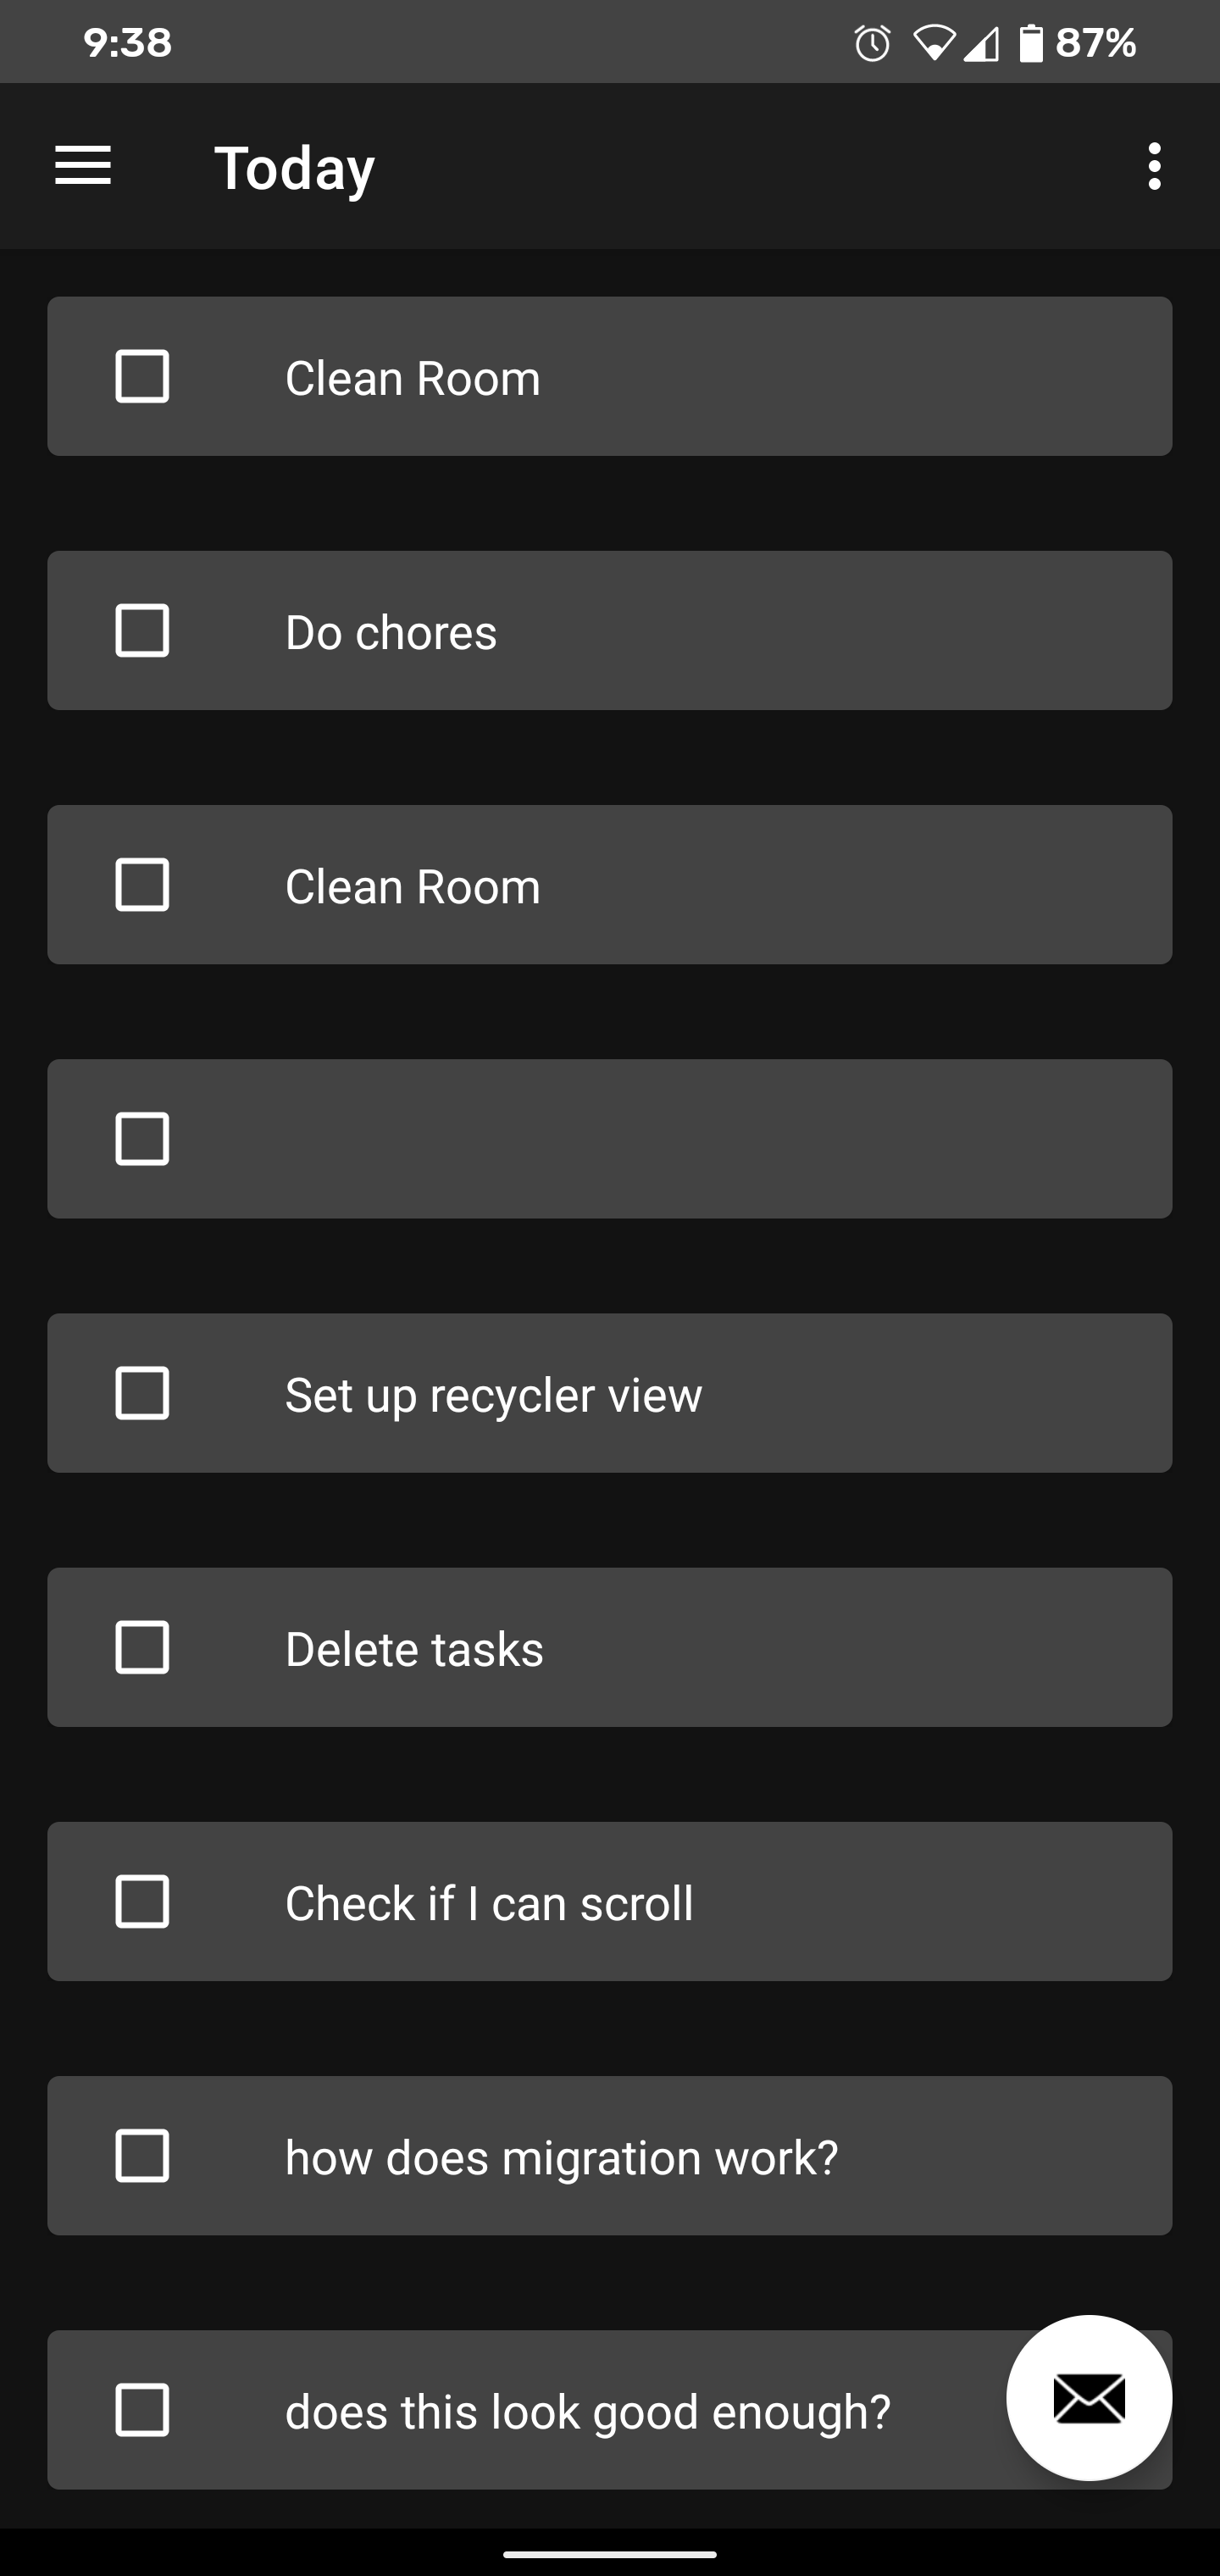 9:38 87%
Today
Clean Room
Do chores
Clean Room
Set up recycler view
Delete tasks
Check if I can scroll
how does migration work?
does this look good enough?